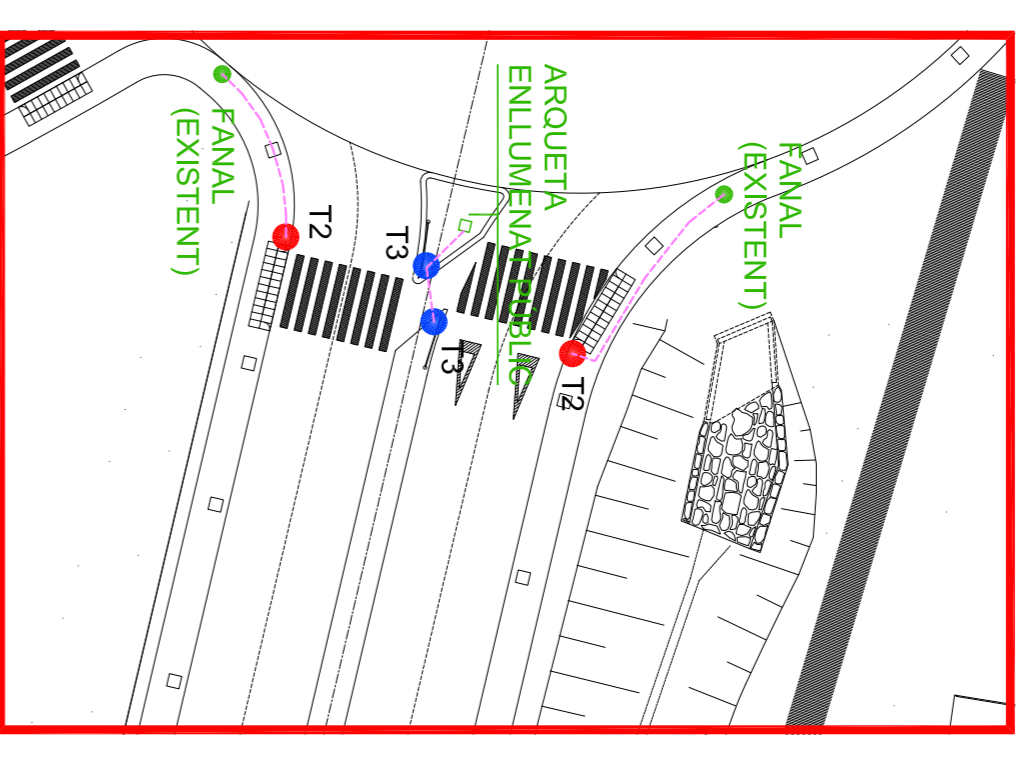 FANAL
(EXISTENT)
T2
T3
T3
ARQUETA
ENLLUMENAT PÚBLIC
T2
FANAL
(EXISTENT)